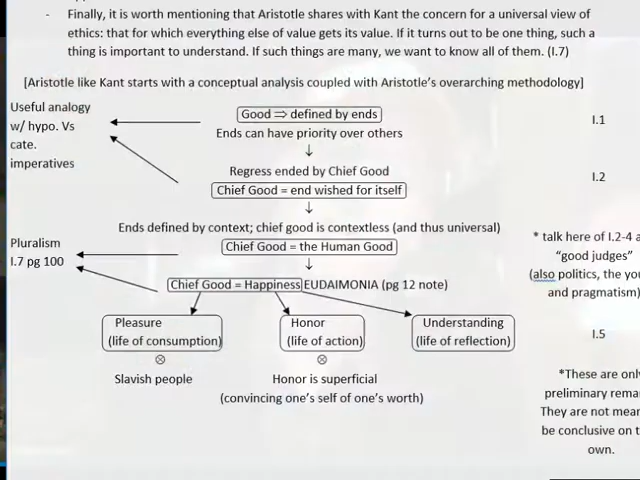 - Finally, it is worth mentioning that Aristotle shares with Kant the concern for a universal view of
ethics: that for which everything else of value gets its value. If it turns out to be one thing, such a
thing is important to understand. If such things are many, we want to know all of them. (I.7)
[Aristotle like Kant starts with a conceptual analysis coupled with Aristotle's overarching methodology]
Useful analogy
w/ hypo. Vs
cate.
imperatives
Good ⇒ defined by ends
Ends can have priority over others
I.1
↓
Regress ended by Chief Good
Chief Good = end wished for itself
I.2
↓
Ends defined by context; chief good is contextless (and thus universal)
Chief Good = the Human Good
Pluralism
I.7 pg 100
* talk here of I.2-4
"good judges"
(also politics, the
and pragmatism)
↓
Chief Good = Happiness EUDAIMONIA (pg 12 note)
Pleasure
(life of consumption)
Honor
(life of action)
Understanding
(life of reflection)
I.5
⊗
⊗
Slavish people
Honor is superficial
(convincing one's self of one's worth)
*These are
preliminary
They are not
be conclusive on
own.